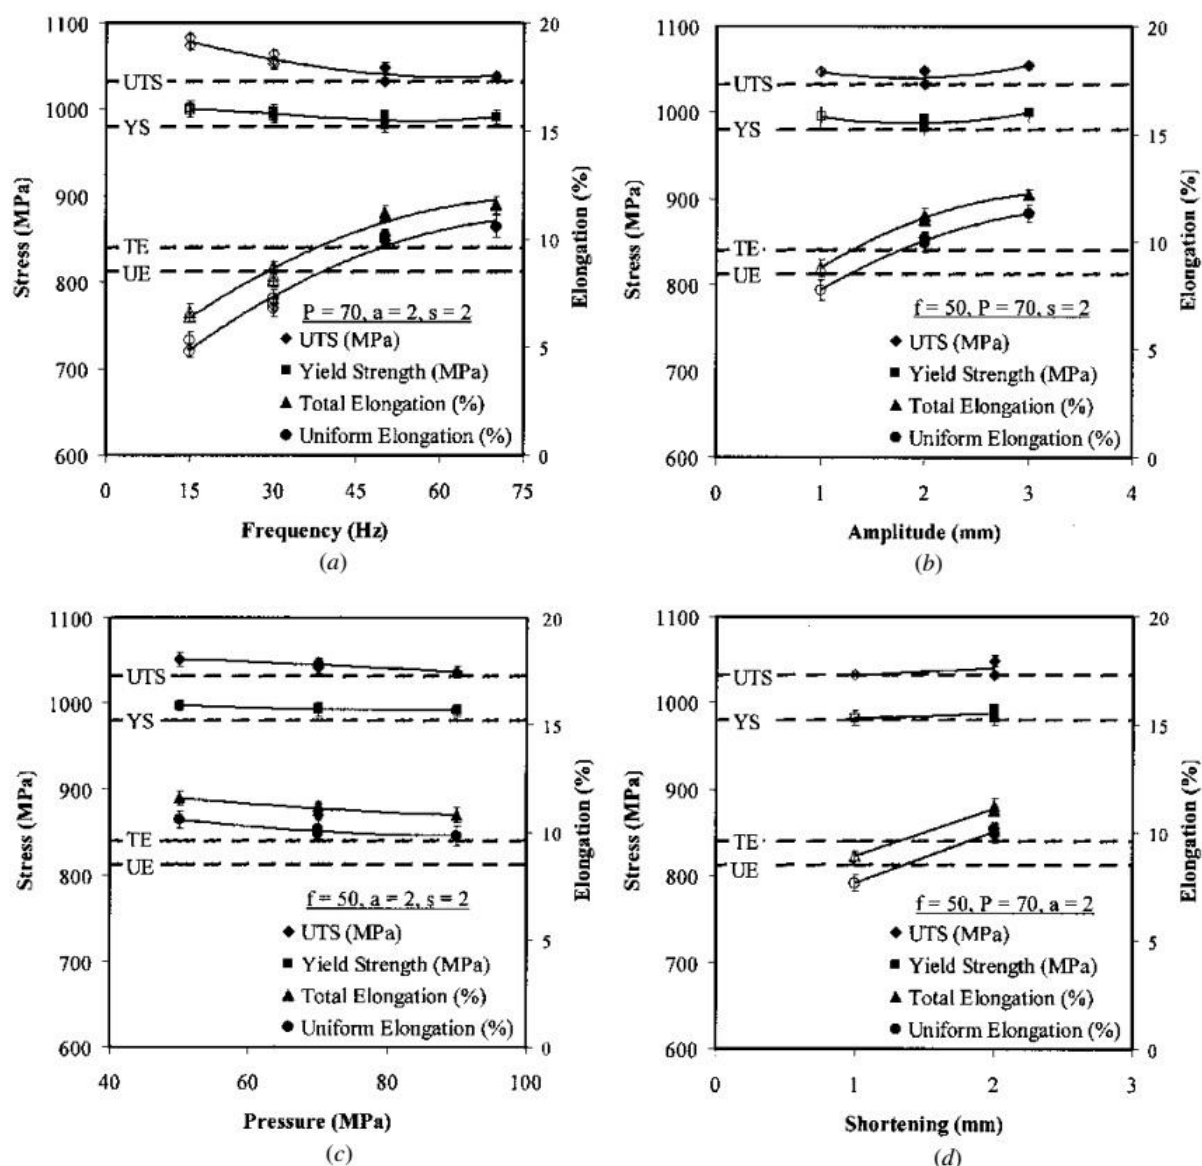 1100
1000
900
800
700
600
Stress (MPa)
20
15
10
5
0
Elongation (%)
UTS
YS
TE
UE
P = 70, a = 2, s = 2
UTS (MPa)
Yield Strength (MPa)
Total Elongation (%)
Uniform Elongation (%)
0 15 30 45 60 75
Frequency (Hz)
(a)
1100
1000
900
800
700
600
Stress (MPa)
20
15
10
5
0
Elongation (%)
UTS
YS
TE
UE
f = 50, P = 70, s = 2
UTS (MPa)
Yield Strength (MPa)
Total Elongation (%)
Uniform Elongation (%)
0 1 2 3 4
Amplitude (mm)
(b)
1100
1000
900
800
700
600
Stress (MPa)
20
15
10
5
0
Elongation (%)
UTS
YS
TE
UE
f = 50, a = 2, s = 2
UTS (MPa)
Yield Strength (MPa)
Total Elongation (%)
Uniform Elongation (%)
40 60 80 100
Pressure (MPa)
(c)
1100
1000
900
800
700
600
Stress (MPa)
20
15
10
5
0
Elongation (%)
UTS
YS
TE
UE
f = 50, P = 70, a = 2
UTS (MPa)
Yield Strength (MPa)
Total Elongation (%)
Uniform Elongation (%)
0 1 2 3
Shortening (mm)
(d)